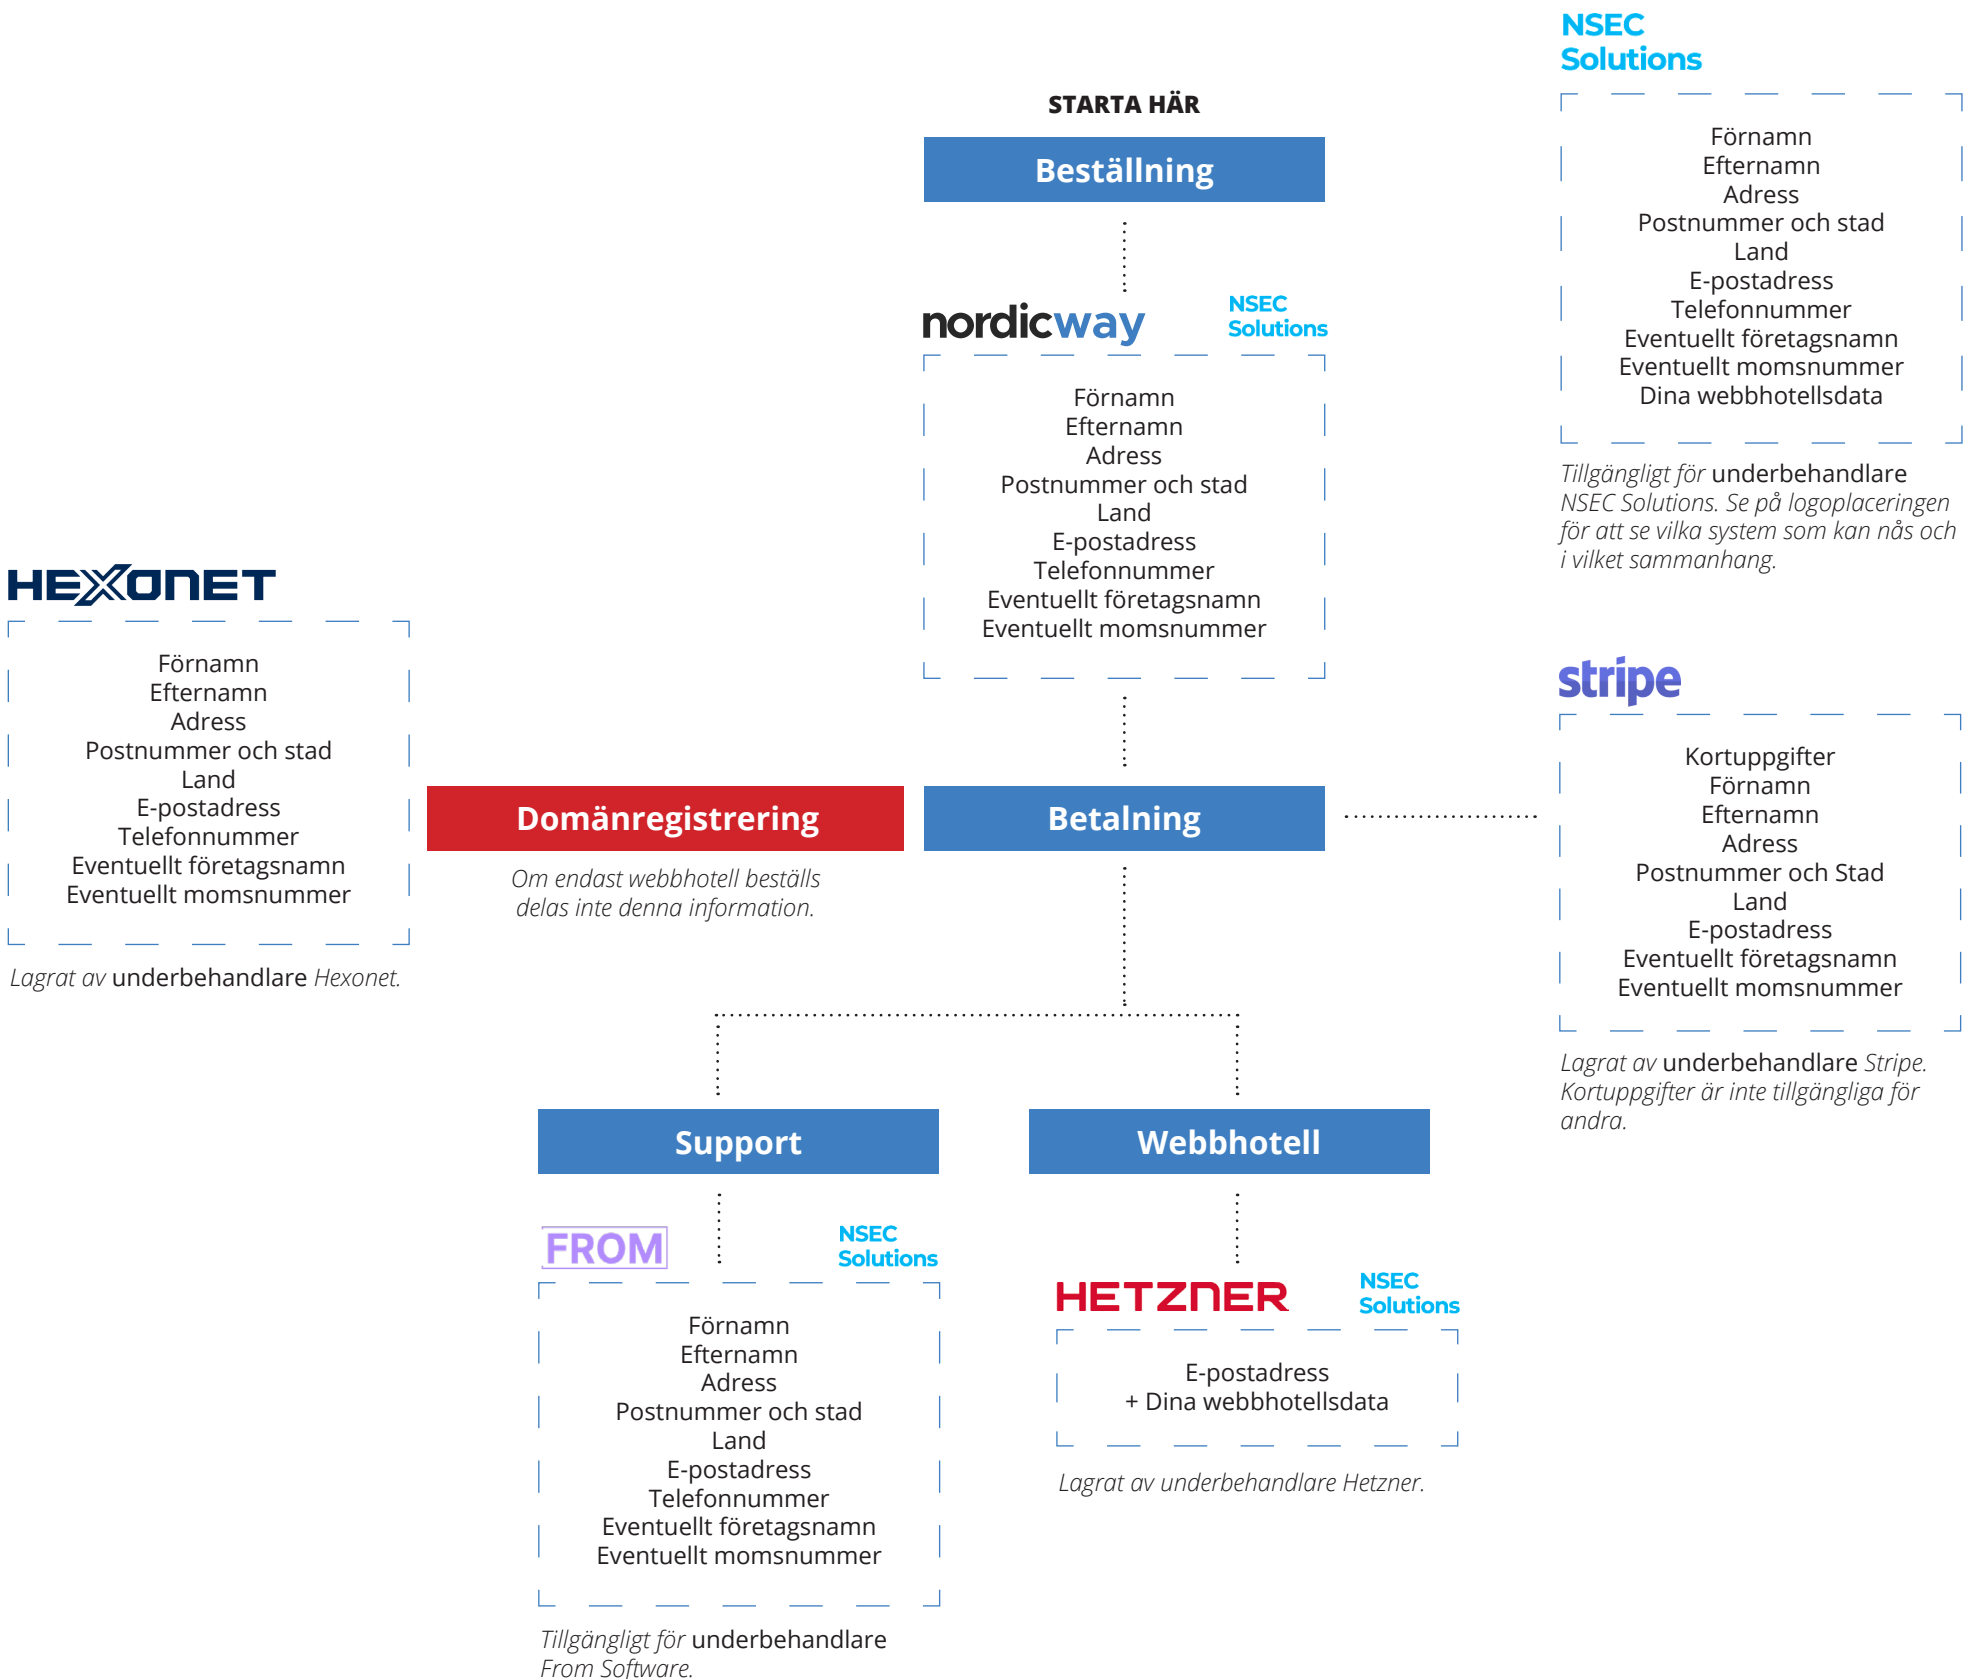 STARTA HÄR
Beställning
nordicway
NSEC
Solutions
Förnamn
Efternamn
Adress
Postnummer och stad
Land
E-postadress
Telefonnummer
Eventuellt företagsnamn
Eventuellt momsnummer
NSEC
Solutions
Förnamn
Efternamn
Adress
Postnummer och stad
Land
E-postadress
Telefonnummer
Eventuellt företagsnamn
Eventuellt momsnummer
Dina webbhotellsdata
Tillgängligt för underbehandlare
NSEC Solutions. Se på logoplaceringen
för att se vilka system som kan nås och
i vilket sammanhang.
HEXONET
Förnamn
Efternamn
Adress
Postnummer och stad
Land
E-postadress
Telefonnummer
Eventuellt företagsnamn
Eventuellt momsnummer
Lagrat av underbehandlare Hexonet.
Domänregistrering
Om endast webbhotell beställs
delas inte denna information.
Betalning
stripe
Kortuppgifter
Förnamn
Efternamn
Adress
Postnummer och Stad
Land
E-postadress
Eventuellt företagsnamn
Eventuellt momsnummer
Lagrat av underbehandlare Stripe.
Kortuppgifter är inte tillgängliga för
andra.
Support
FROM
NSEC
Solutions
Förnamn
Efternamn
Adress
Postnummer och stad
Land
E-postadress
Telefonnummer
Eventuellt företagsnamn
Eventuellt momsnummer
Tillgängligt för underbehandlare
From Software.
Webbhotell
HETZNER
NSEC
Solutions
E-postadress
+ Dina webbhotellsdata
Lagrat av underbehandlare Hetzner.